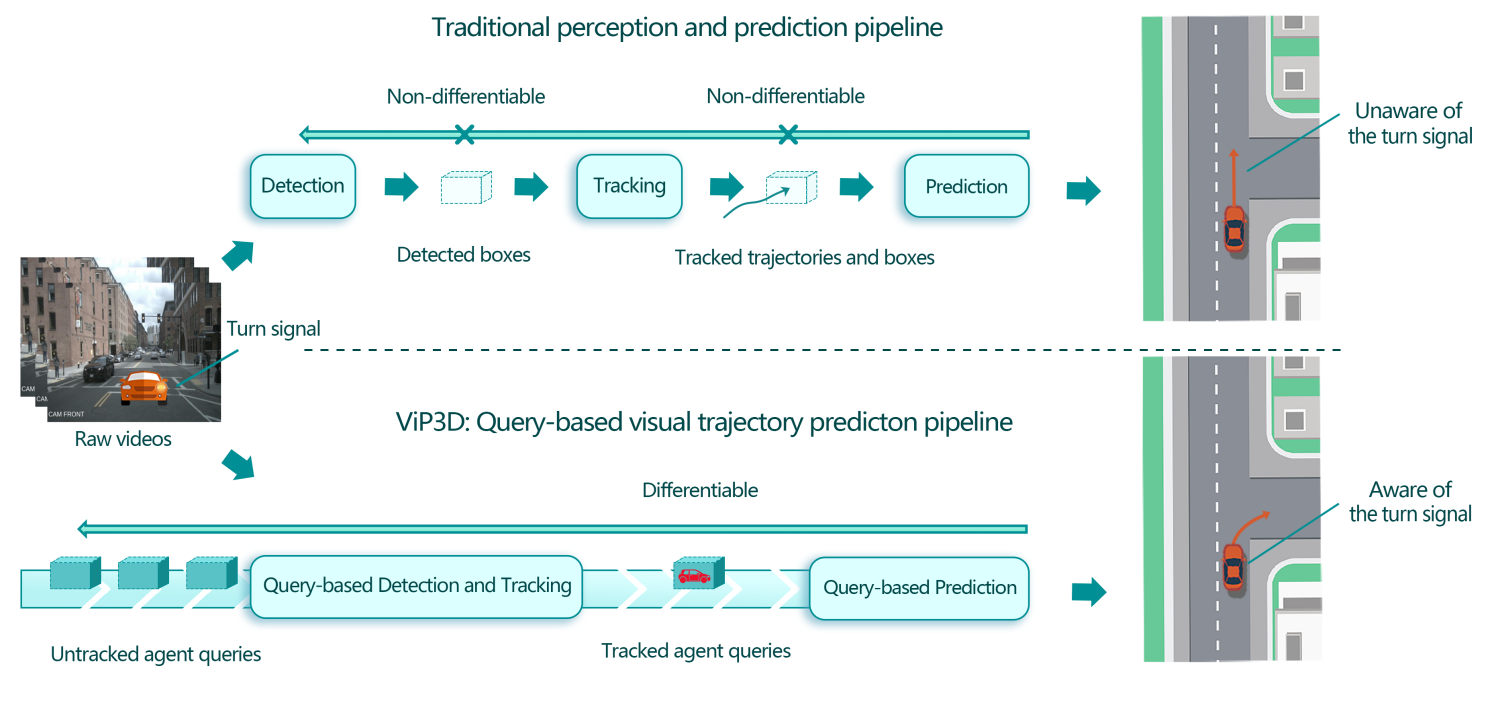 Traditional perception and prediction pipeline
Non-differentiable
Non-differentiable
Detection
Tracking
Prediction
Detected boxes
Tracked trajectories and boxes
Unaware of
the turn signal
Turn signal
CAM
CAM
CAM FRONT
Raw videos
ViP3D: Query-based visual trajectory predicton pipeline
Differentiable
Query-based Detection and Tracking
Query-based Prediction
Untracked agent queries
Tracked agent queries
Aware of
the turn signal